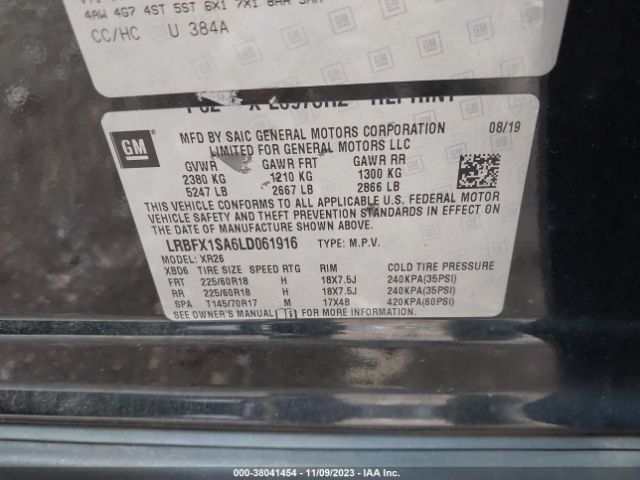 4AW 4G7 4ST 5ST 6X1 7X1 8AA
CC/HC U 384A
REPRINT
GM
MFD BY SAIC GENERAL MOTORS CORPORATION 08/19
LIMITED FOR GENERAL MOTORS LLC
GVWR GAWR FRT GAWR RR
2380 KG 1210 KG 1300 KG
5247 LB 2667 LB 2866 LB
THIS VEHICLE CONFORMS TO ALL APPLICABLE U.S. FEDERAL MOTOR
VEHICLE SAFETY AND THEFT PREVENTION STANDARDS IN EFFECT ON
THE DATE OF MANUFACTURE SHOWN ABOVE.
LRBFX1SA6LD061916 TYPE: M.P.V.
MODEL: XR26
XBD6 TIRE SIZE SPEED RTG RIM COLD TIRE PRESSURE
FRT 225/60R18 H 18X7.5J 240KPA(35PSI)
RR 225/60R18 H 18X7.5J 240KPA(35PSI)
SPA T145/70R17 M 17X4B 420KPA(60PSI)
SEE OWNER'S MANUAL FOR MORE INFORMATION.
000-38041454 - 11/09/2023 - IAAI.COM